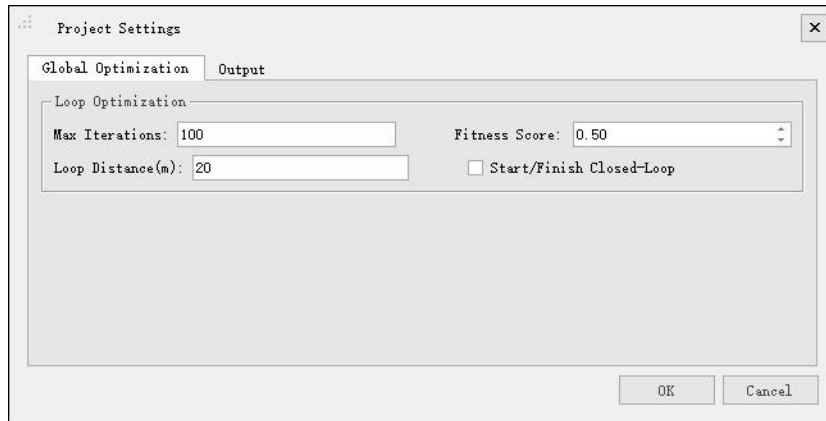 Project Settings
Global Optimization Output
Loop Optimization
Max Iterations: 100 Fitness Score: 0.50
Loop Distance(m): 20 Start/Finish Closed-Loop
OK Cancel